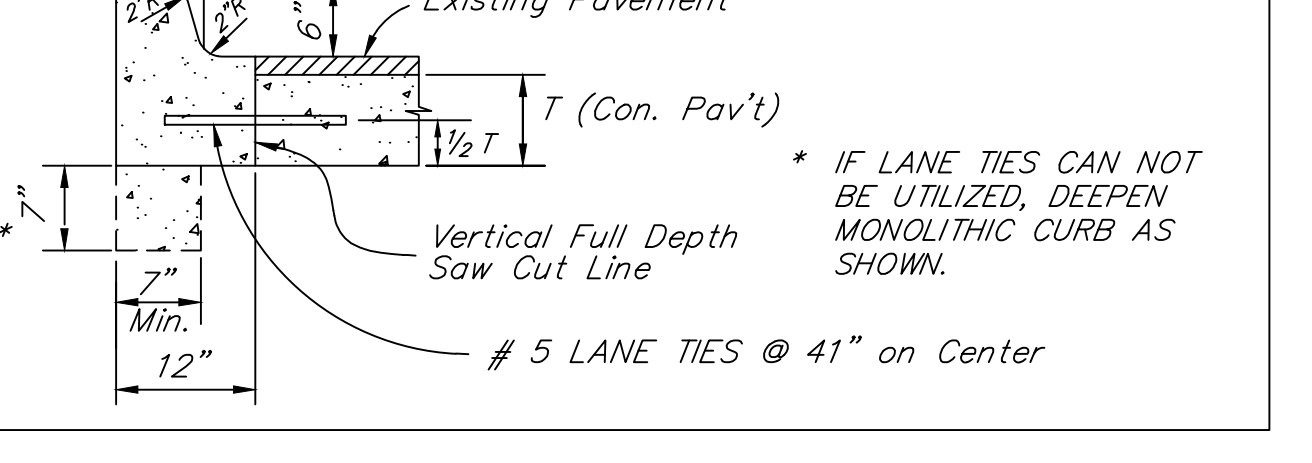 Existing Pavement
2"R
2"R
6"
T (Con. Pav't)
½ T
* IF LANE TIES CAN NOT
BE UTILIZED, DEEPEN
MONOLITHIC CURB AS
SHOWN.
* 7"
Vertical Full Depth
Saw Cut Line
7"
Min.
# 5 LANE TIES @ 41" on Center
12"